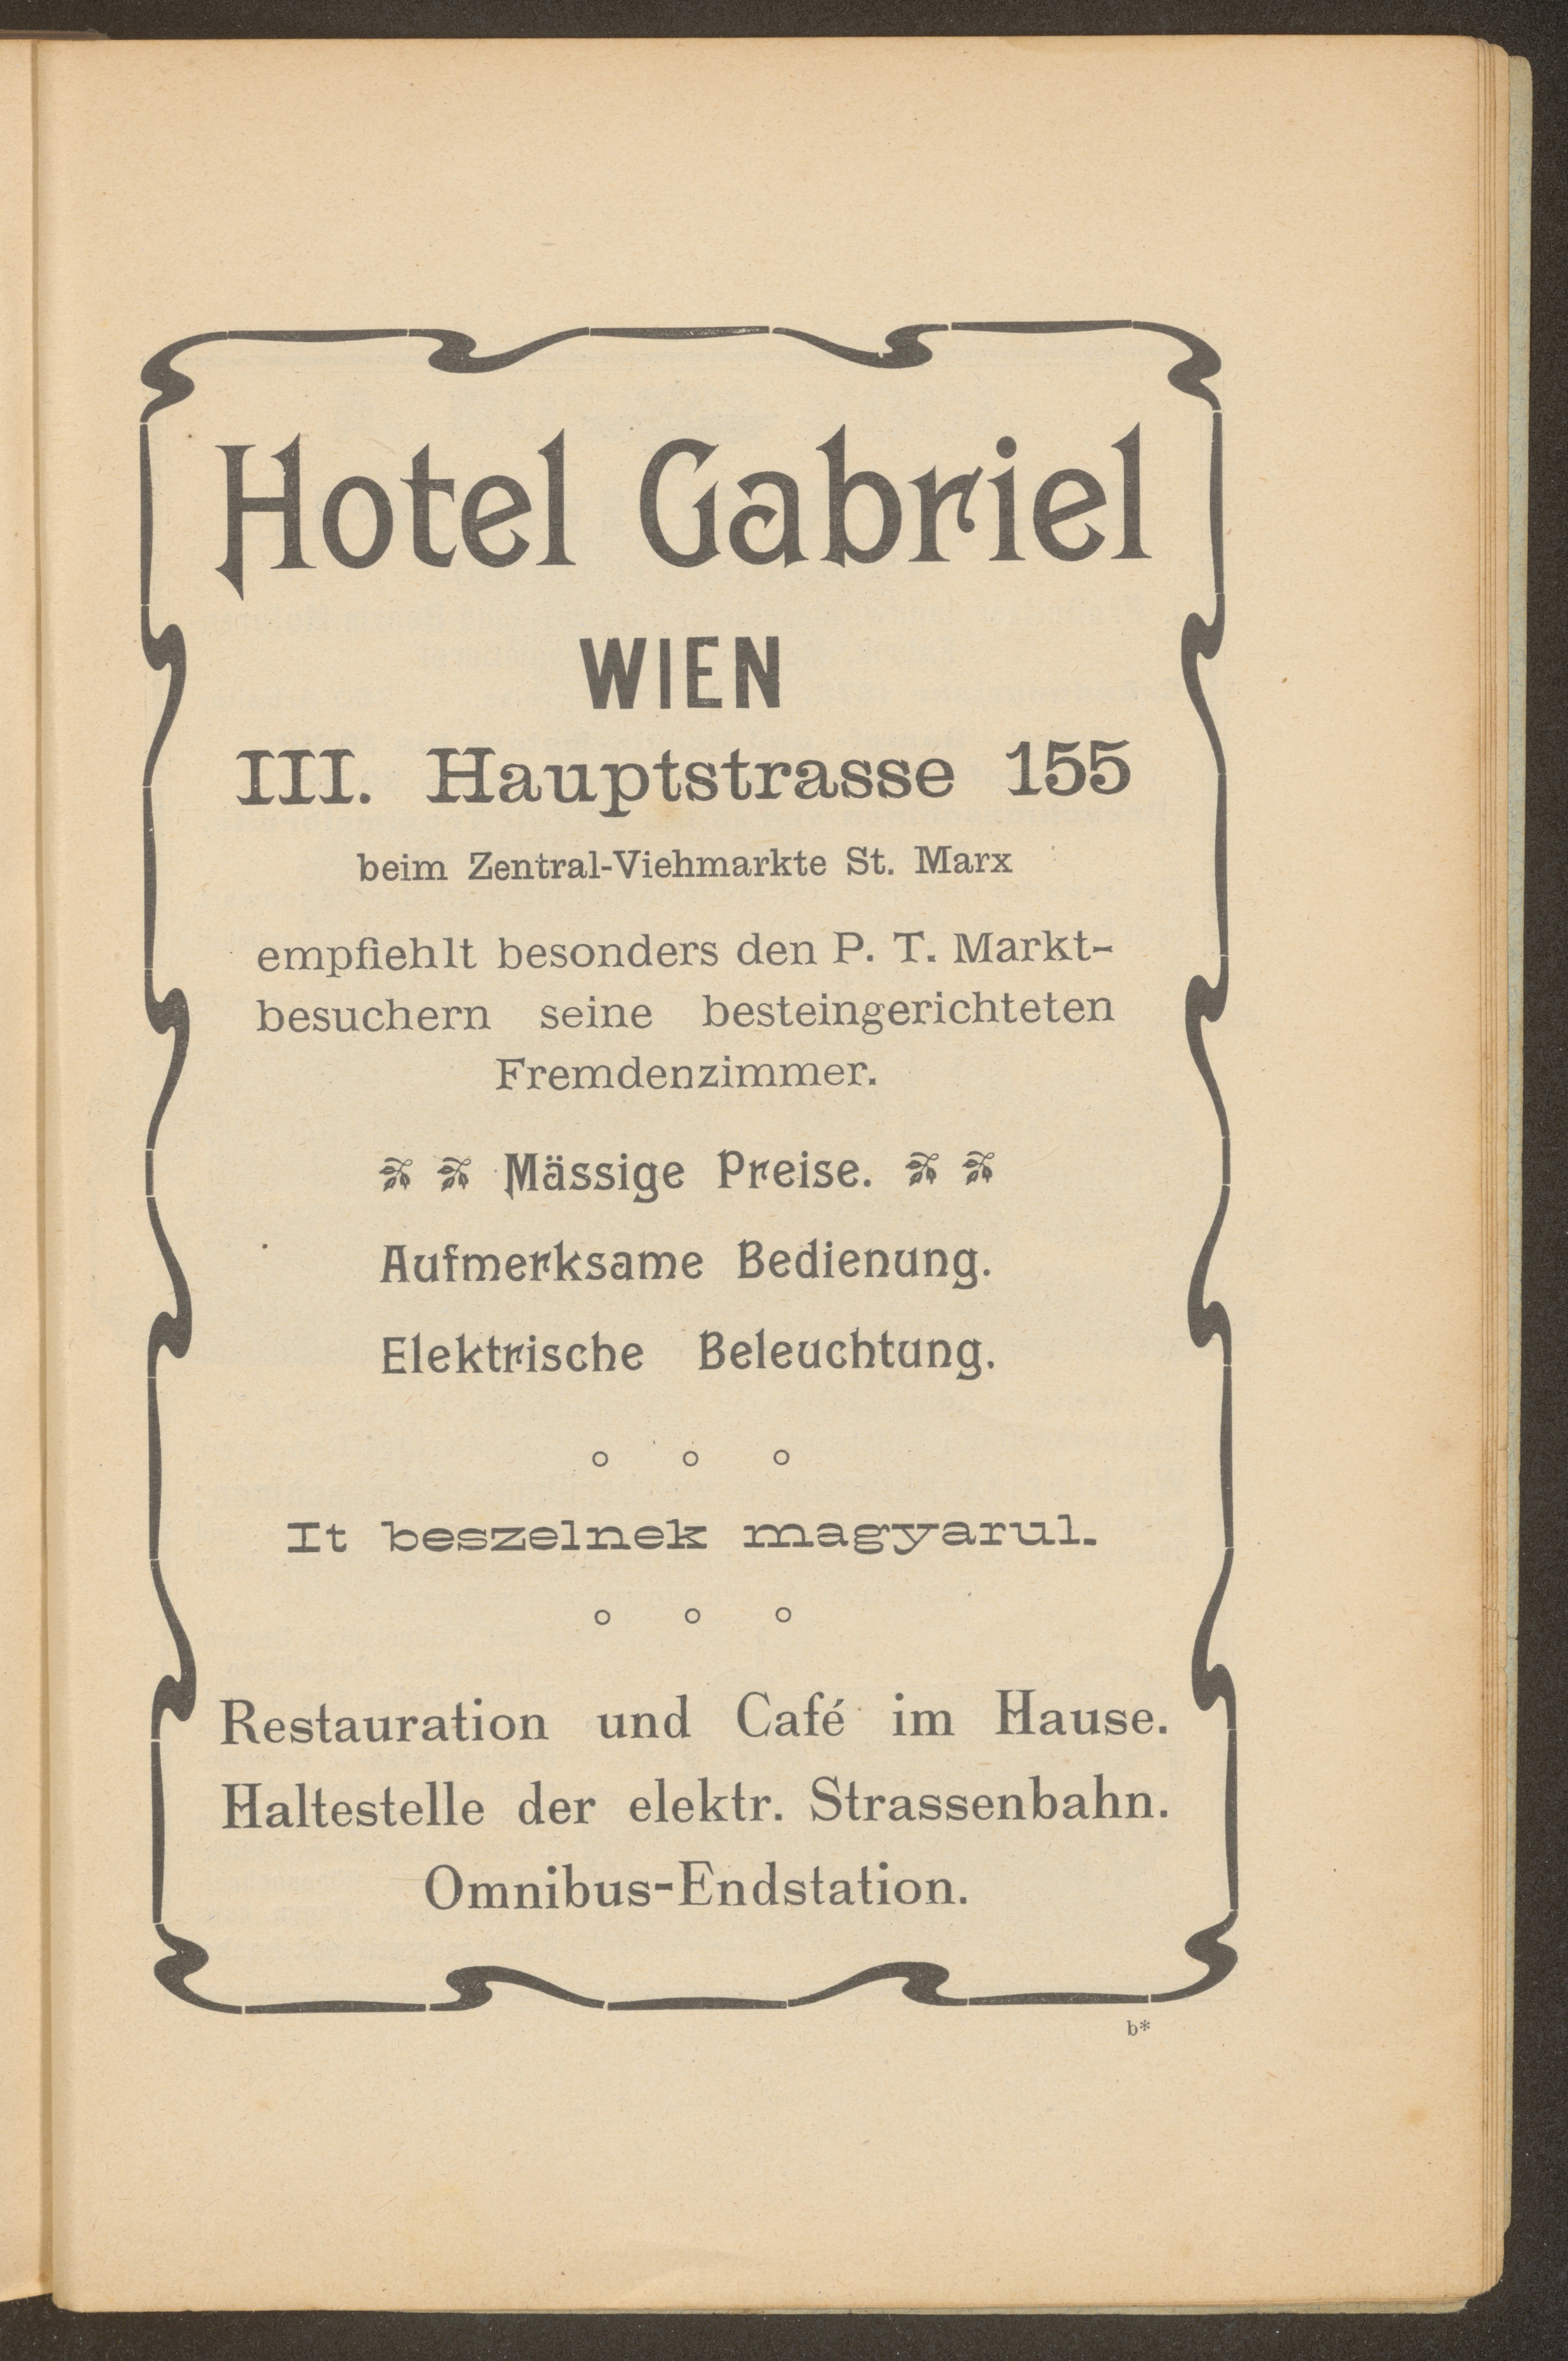 Hotel Gabriel
WIEN
III. Hauptstrasse 155
beim Zentral-Viehmarkte St. Marx
empfiehlt besonders den P. T. Markt-
besuchern seine besteingerichteten
Fremdenzimmer.
Mässige Preise.
Aufmerksame Bedienung.
Elektrische Beleuchtung.
It beszelnek magyarul.
Restauration und Café im Hause.
Haltestelle der elektr. Strassenbahn.
Omnibus-Endstation.
b*